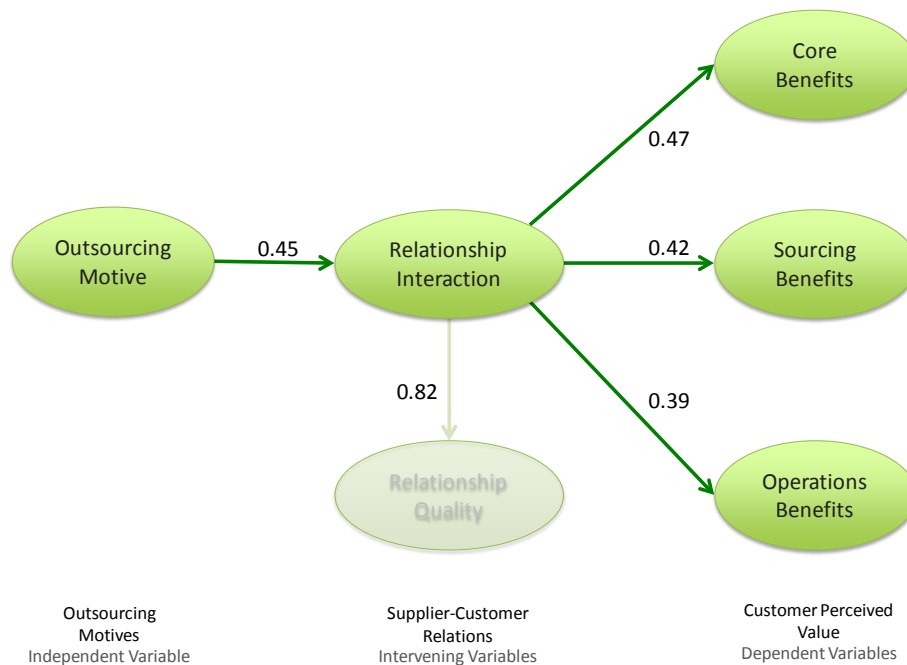 Core
Benefits
0.47
Outsourcing
Motive
0.45
Relationship
Interaction
0.42
Sourcing
Benefits
0.82
0.39
Relationship
Quality
Operations
Benefits
Outsourcing
Motives
Independent Variable
Supplier-Customer
Relations
Intervening Variables
Customer Perceived
Value
Dependent Variables